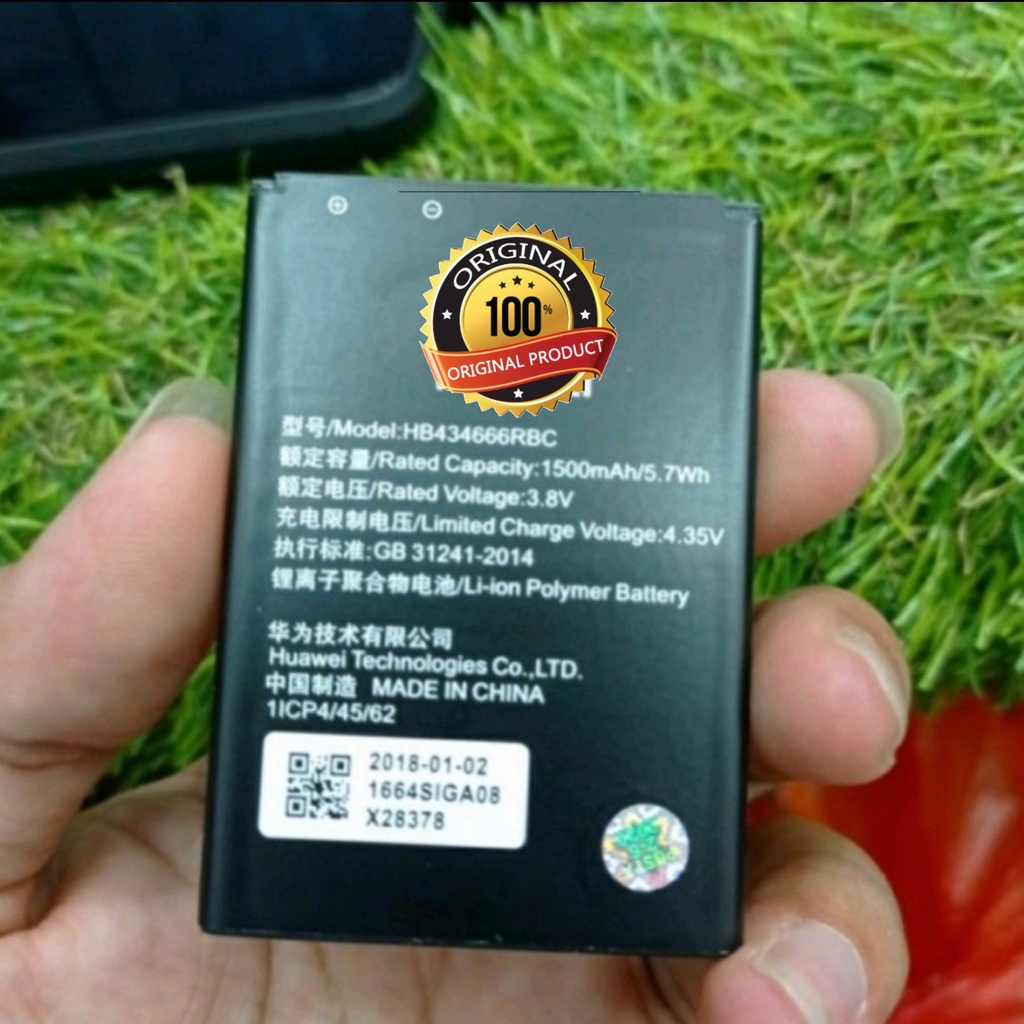 ORIGINAL
100%
ORIGINAL PRODUCT
型号/Model:HB434666RBC
额定容量/Rated Capacity:1500mAh/5.7Wh
额定电压/Rated Voltage:3.8V
充电限制电压/Limited Charge Voltage:4.35V
执行标准:GB 31241-2014
锂离子聚合物电池/Li-ion Polymer Battery
华为技术有限公司
Huawei Technologies Co.,LTD.
中国制造 MADE IN CHINA
1ICP4/45/62
2018-01-02
1664SIGA08
X28378